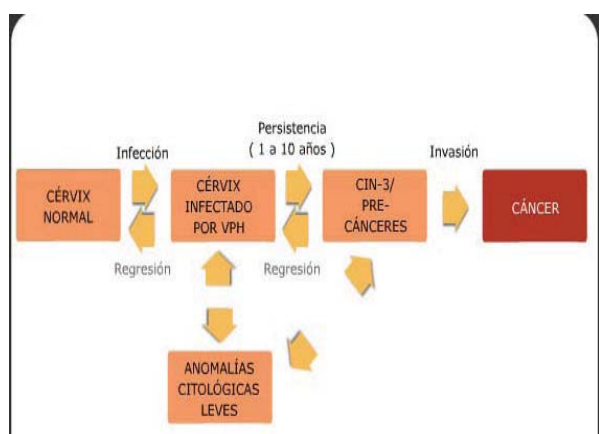 Persistencia
( 1 a 10 años )
Infección
Invasión
CÉRVIX
NORMAL
CÉRVIX
INFECTADO
POR VPH
CIN-3/
PRE-
CÁNCERES
CÁNCER
Regresión
Regresión
ANOMALÍAS
CITOLÓGICAS
LEVES